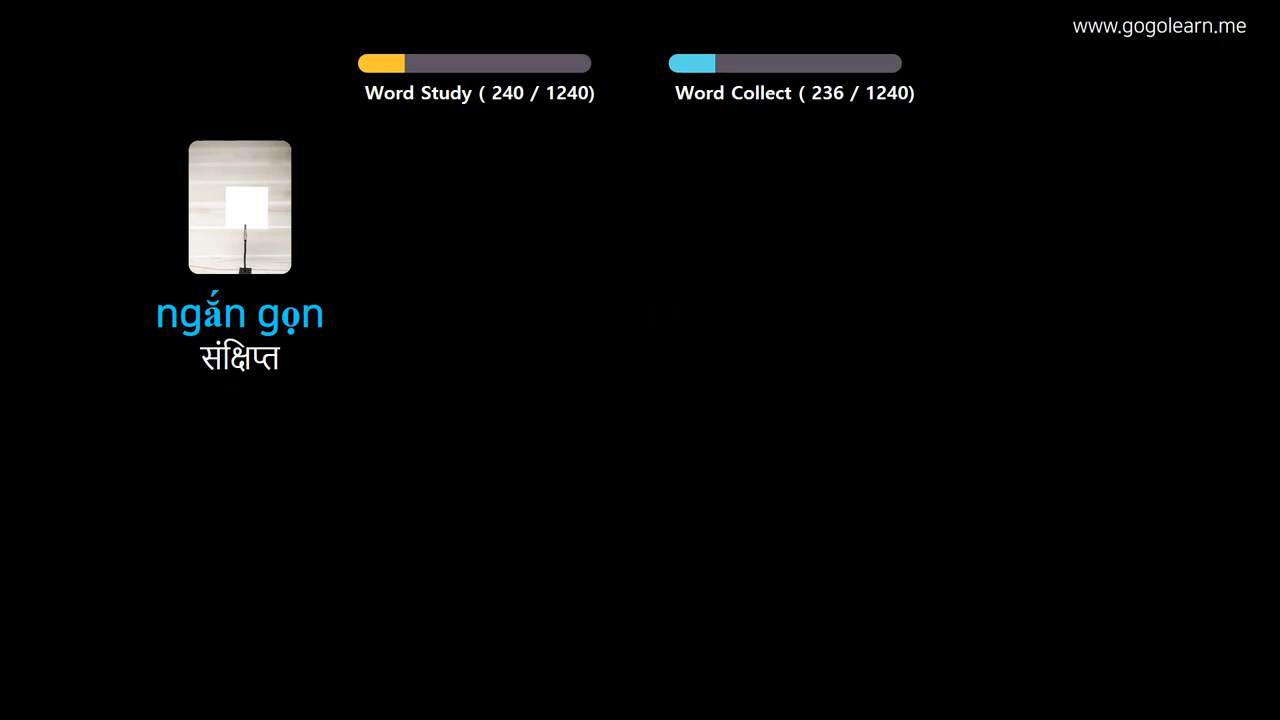 www.gogolearn.me
Word Study ( 240 / 1240)
Word Collect ( 236 / 1240)
ngắn gọn
संक्षिप्त